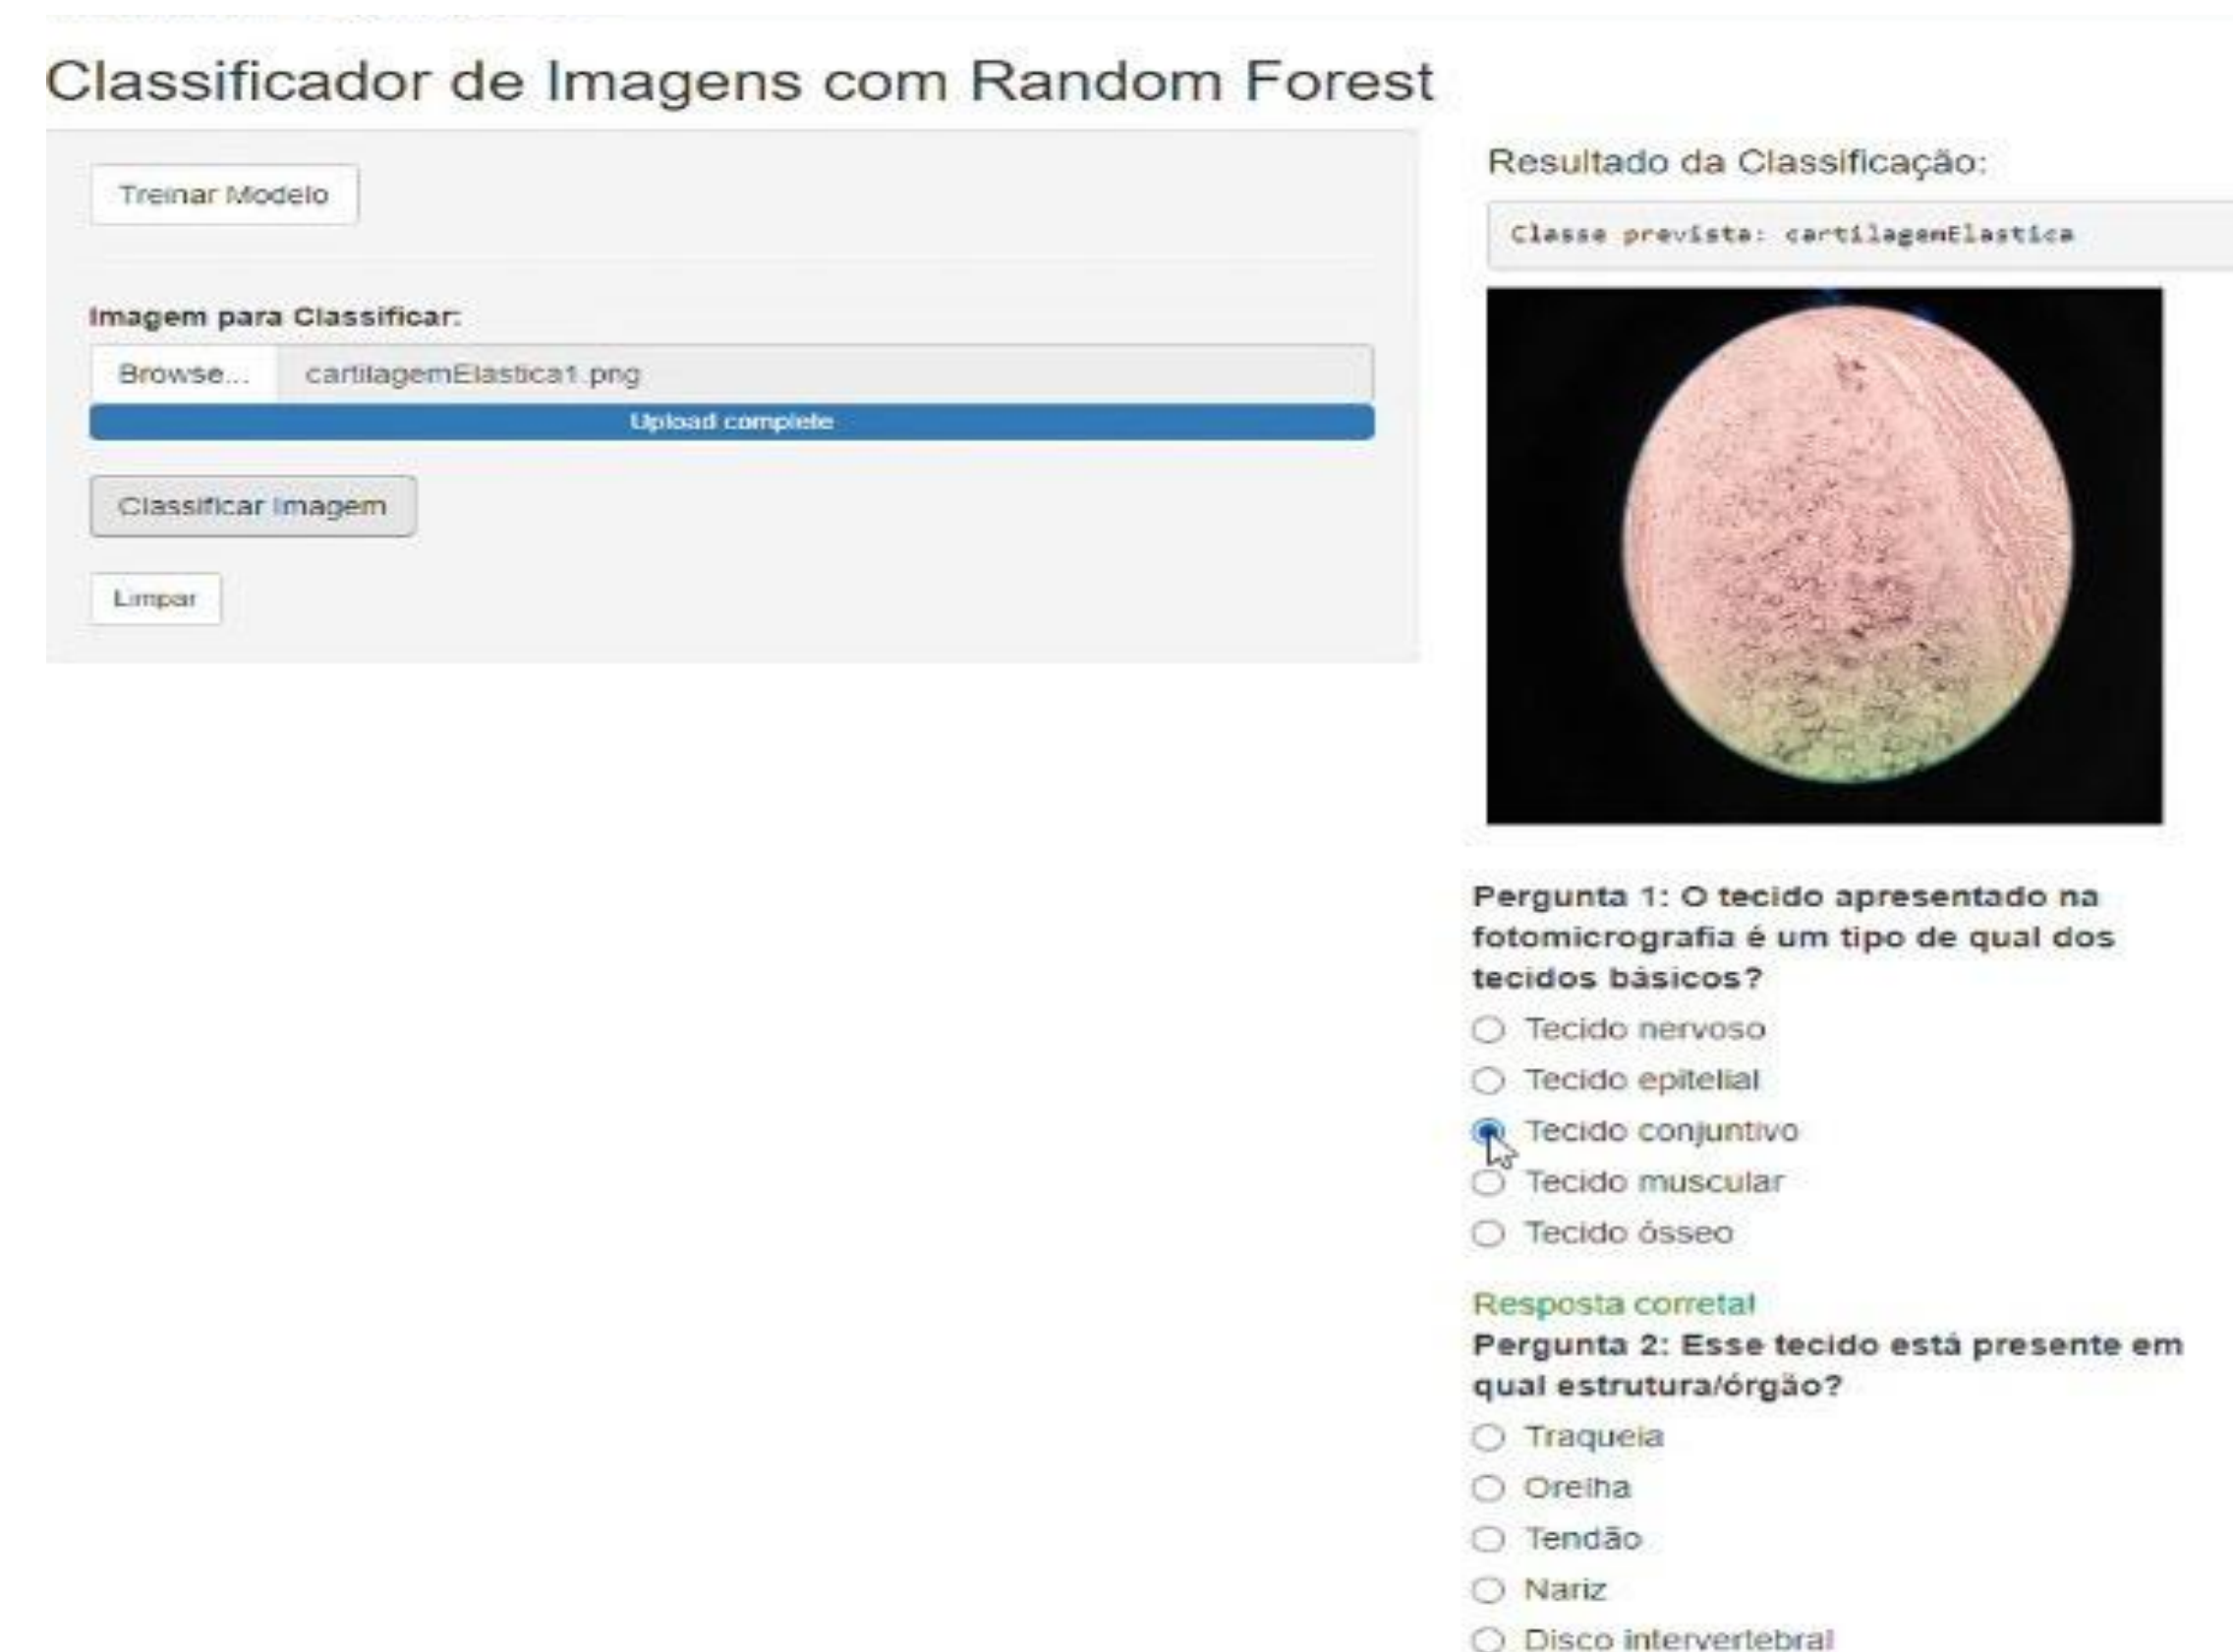 Classificador de Imagens com Random Forest
Treinar Modelo
Imagem para Classificar:
Browse... cartilagemElastica1.png
Upload complete
Classificar Imagem
Limpar
Resultado da Classificação:
Classe prevista: cartilagemElastica
Pergunta 1: O tecido apresentado na
fotomicrografia é um tipo de qual dos
tecidos básicos?
Tecido nervoso
Tecido epitelial
Tecido conjuntivo
Tecido muscular
Tecido ósseo
Resposta correta!
Pergunta 2: Esse tecido está presente em
qual estrutura/órgão?
Traqueia
Orelha
Tendão
Nariz
Disco intervertebral